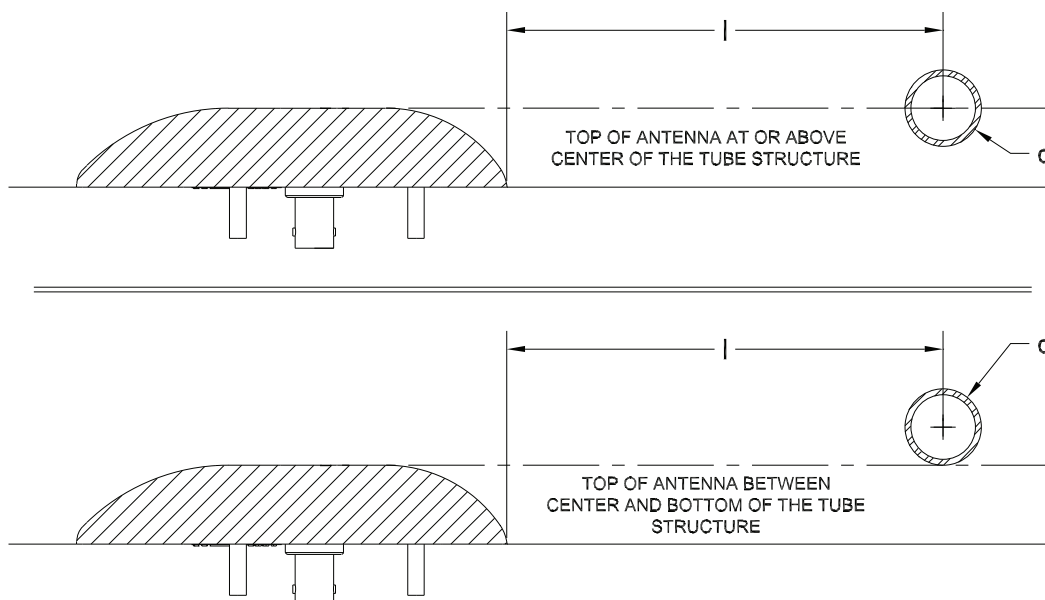 l
TOP OF ANTENNA AT OR ABOVE
CENTER OF THE TUBE STRUCTURE
l
TOP OF ANTENNA BETWEEN
CENTER AND BOTTOM OF THE TUBE
STRUCTURE